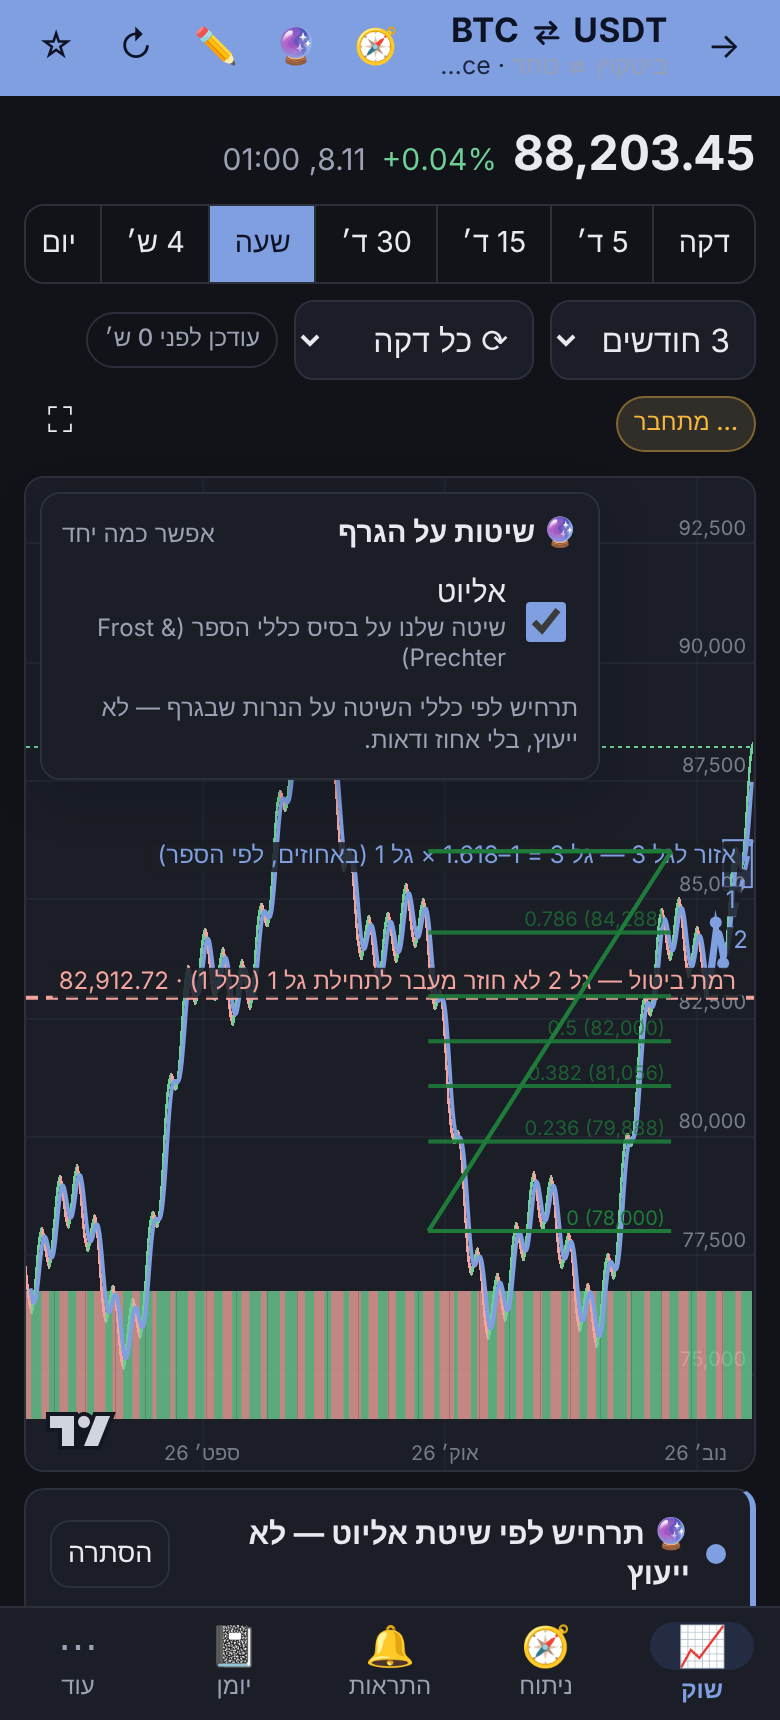 BTC ⇄ USDT
ביטקוין ⇄ טתר · ce...
88,203.45 +0.04% 8.11, 01:00
דקה
5 ד׳
15 ד׳
30 ד׳
שעה
4 ש׳
יום
3 חודשים
⟳ כל דקה
עודכן לפני 0 ש׳
מתחבר ...
🔮 שיטות על הגרף
אפשר כמה יחד
אליוט
שיטה שלנו על בסיס כללי הספר (Frost &
Prechter)
תרחיש לפי כללי השיטה על הנרות שבגרף — לא
ייעוץ, בלי אחוז ודאות.
92,500
90,000
87,500
אזור לגל 3 — גל 3 = 1–1.618 × גל 1 (באחוזים, לפי הספר)
85,000
1
0.786 (84,288)
2
רמת ביטול — גל 2 לא חוזר מעבר לתחילת גל 1 (כלל 1) · 82,912.72
82,500
0.5 (82,000)
0.382 (81,056)
0.236 (79,888)
80,000
0 (78,000)
77,500
75,000
ספט׳ 26
אוק׳ 26
נוב׳ 26
🔮 תרחיש לפי שיטת אליוט — לא
ייעוץ
הסתרה
שוק
ניתוח
התראות
יומן
עוד